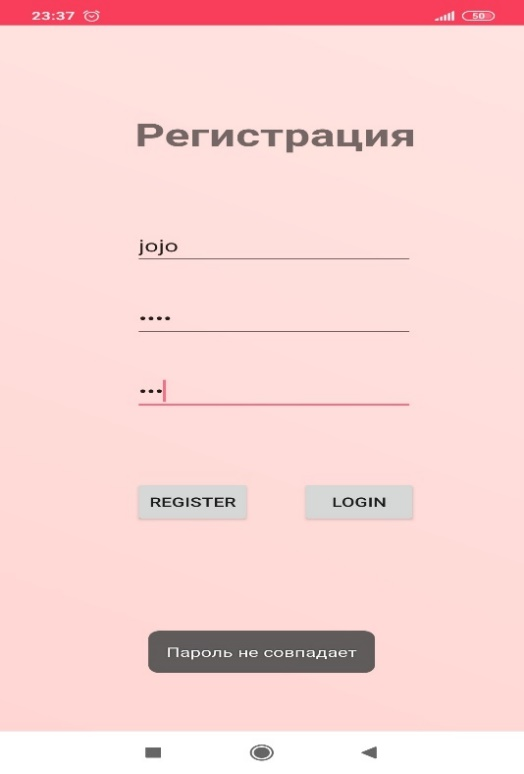 23:37
50
Регистрация
jojo
••••
•••
REGISTER LOGIN
Пароль не совпадает